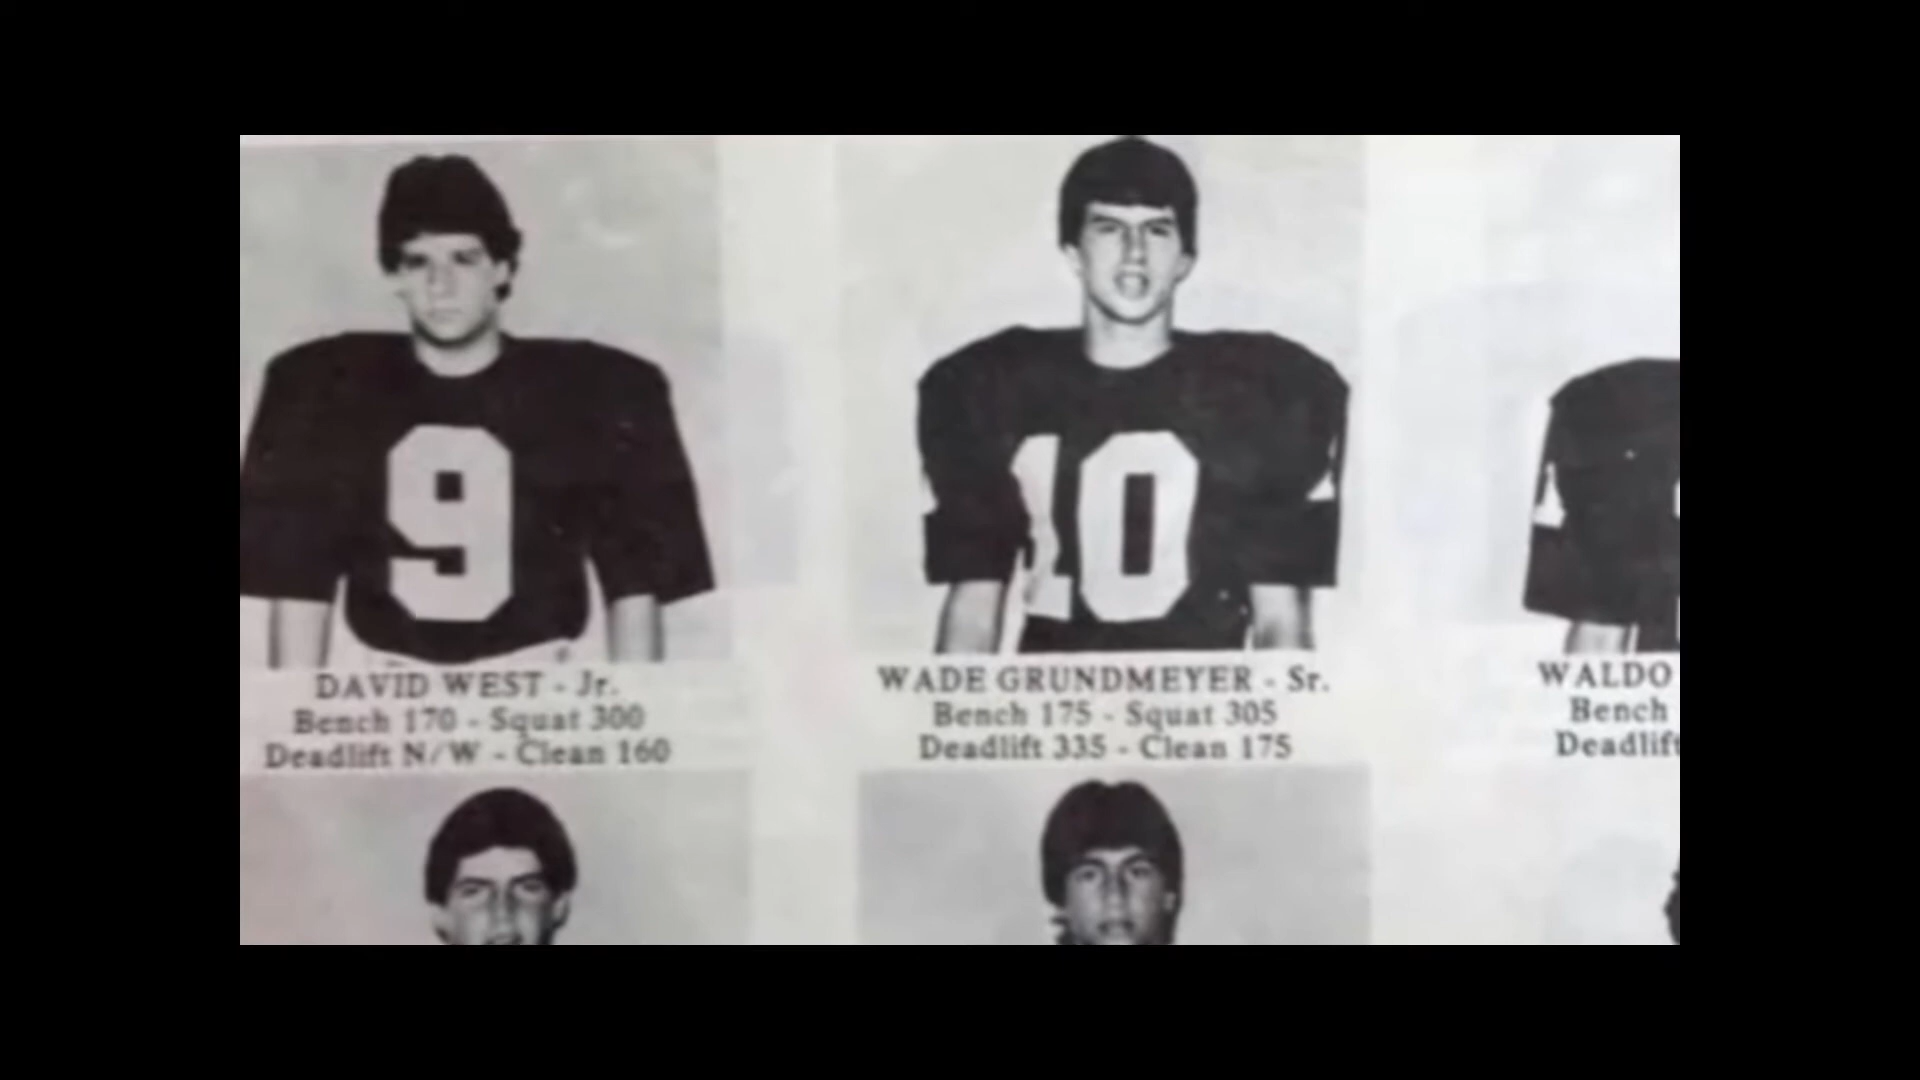 9
10
DAVID WEST - Jr.
Bench 170 - Squat 300
Deadlift N/W - Clean 160
WADE GRUNDMEYER - Sr.
Bench 175 - Squat 305
Deadlift 335 - Clean 175
WALDO
Bench
Deadlift